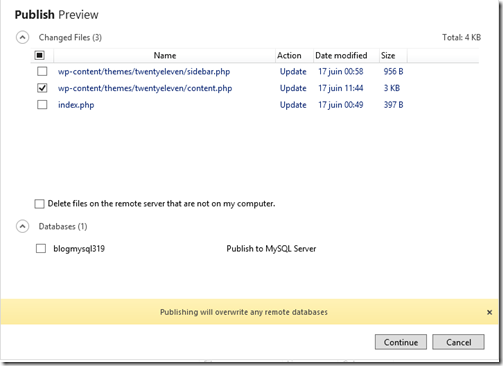 Publish Preview
Changed Files (3) Total: 4 KB
Name Action Date modified Size
wp-content/themes/twentyeleven/sidebar.php Update 17 juin 00:58 956 B
wp-content/themes/twentyeleven/content.php Update 17 juin 11:44 3 KB
index.php Update 17 juin 00:49 397 B
Delete files on the remote server that are not on my computer.
Databases (1)
blogmysql319 Publish to MySQL Server
Publishing will overwrite any remote databases
Continue Cancel